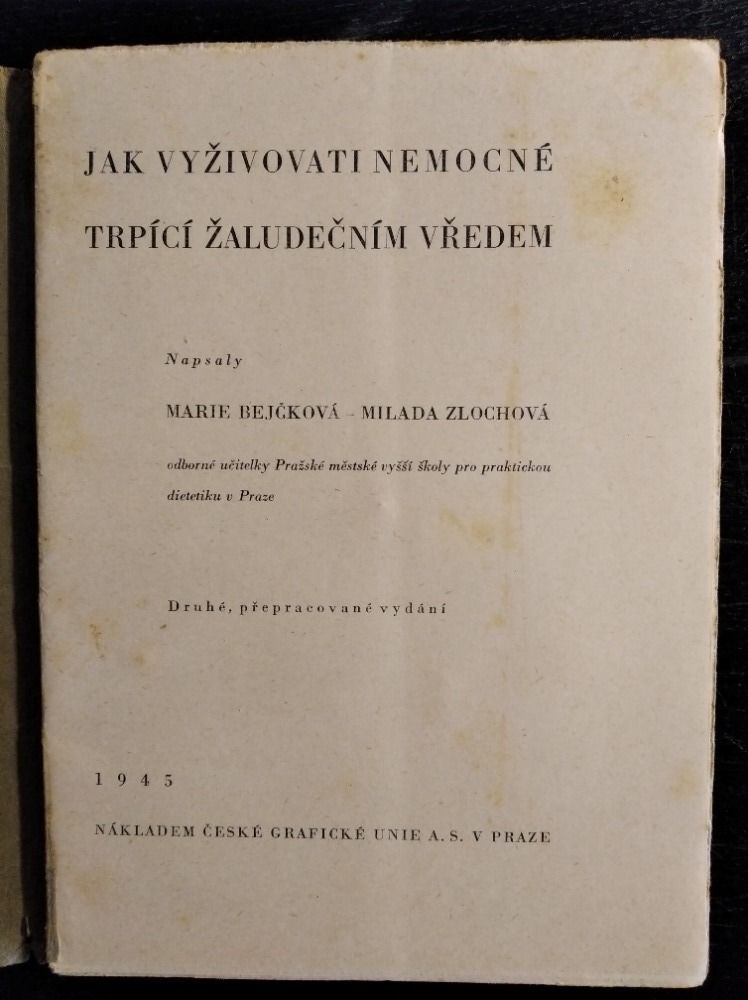 JAK VYŽIVOVATI NEMOCNÉ
TRPÍCÍ ŽALUDEČNÍM VŘEDEM
Napsaly
MARIE BEJČKOVÁ - MILADA ZLOCHOVÁ
odborné učitelky Pražské městské vyšší školy pro praktickou
dietetiku v Praze
Druhé, přepracované vydání
1945
NÁKLADEM ČESKÉ GRAFICKÉ UNIE A. S. V PRAZE